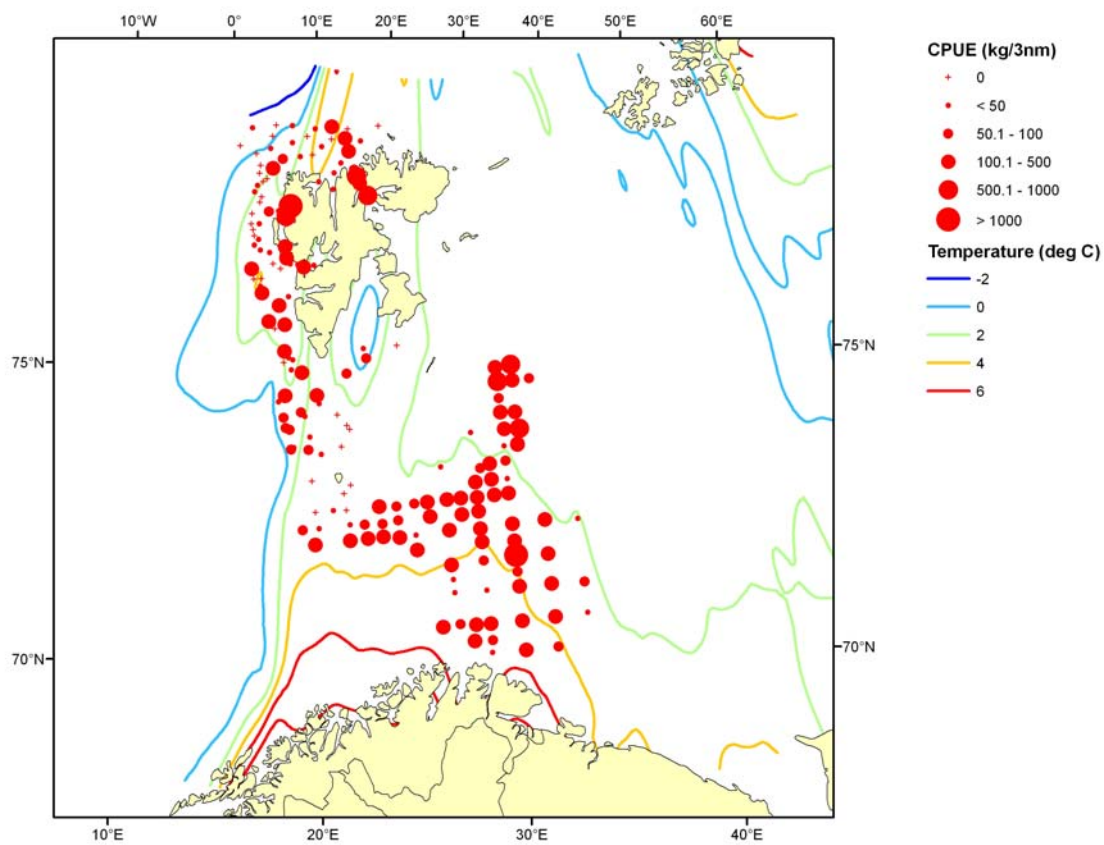 10°W 0° 10°E 20°E 30°E 40°E 50°E 60°E
CPUE (kg/3nm)
0
< 50
50.1 - 100
100.1 - 500
500.1 - 1000
> 1000
Temperature (deg C)
-2
0
2
4
6
75°N 75°N
70°N 70°N
10°E 20°E 30°E 40°E